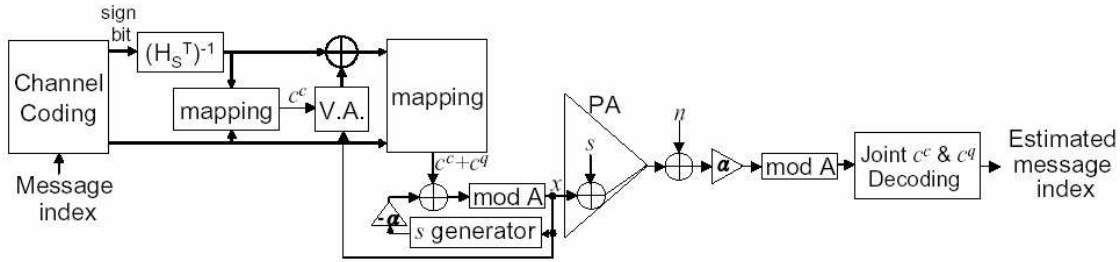 sign
bit
Channel
Coding
(H_S^T)^-1
mapping
c^c
V.A.
mapping
c^c+c^q
-α
mod A
s generator
x
PA
s
n
α
mod A
Joint c^c & c^q
Decoding
Estimated
message
index
Message
index